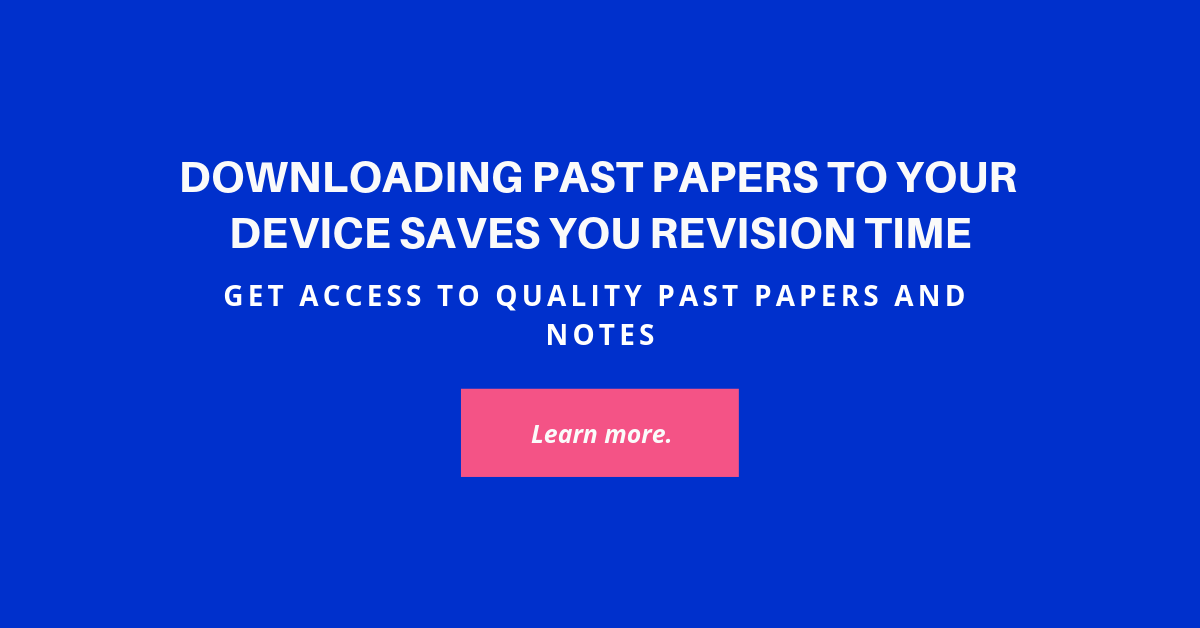 DOWNLOADING PAST PAPERS TO YOUR
DEVICE SAVES YOU REVISION TIME
GET ACCESS TO QUALITY PAST PAPERS AND
NOTES
Learn more.